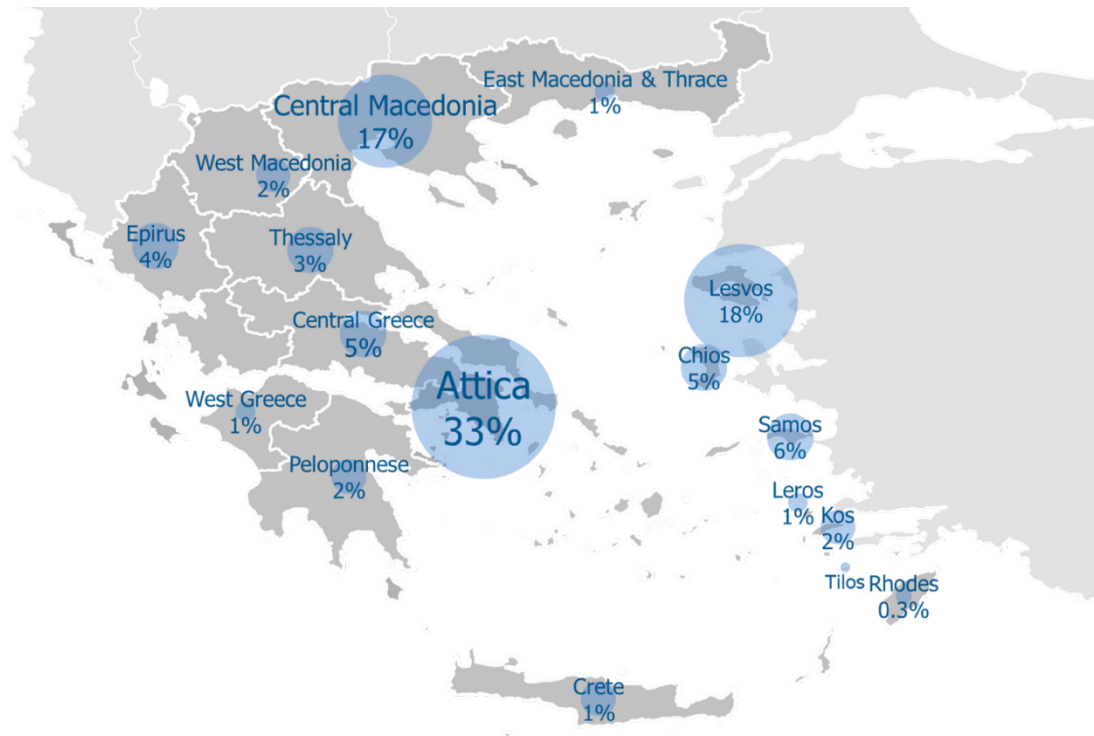 East Macedonia & Thrace
1%
Central Macedonia
17%
West Macedonia
2%
Epirus
4%
Thessaly
3%
Lesvos
18%
Central Greece
5%
Chios
5%
Attica
33%
West Greece
1%
Samos
6%
Peloponnese
2%
Leros
1%
Kos
2%
Tilos
Rhodes
0.3%
Crete
1%